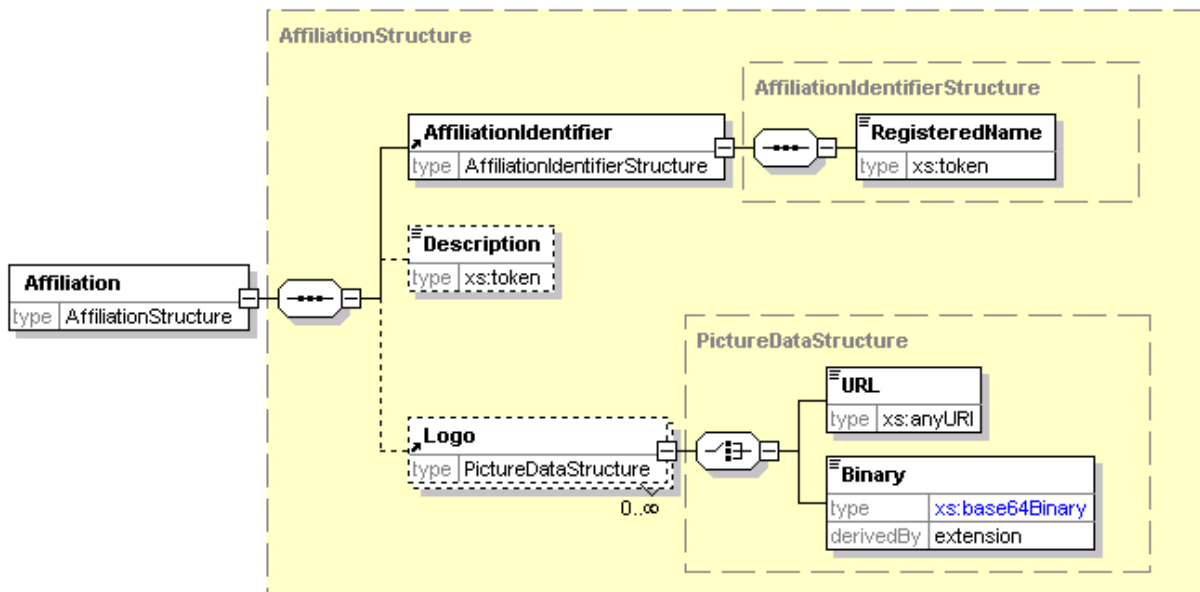 AffiliationStructure
AffiliationIdentifierStructure
AffiliationIdentifier
type AffiliationIdentifierStructure
RegisteredName
type xs:token
Description
type xs:token
Affiliation
type AffiliationStructure
PictureDataStructure
URL
type xs:anyURI
Logo
type PictureDataStructure
0..∞
Binary
type xs:base64Binary
derivedBy extension